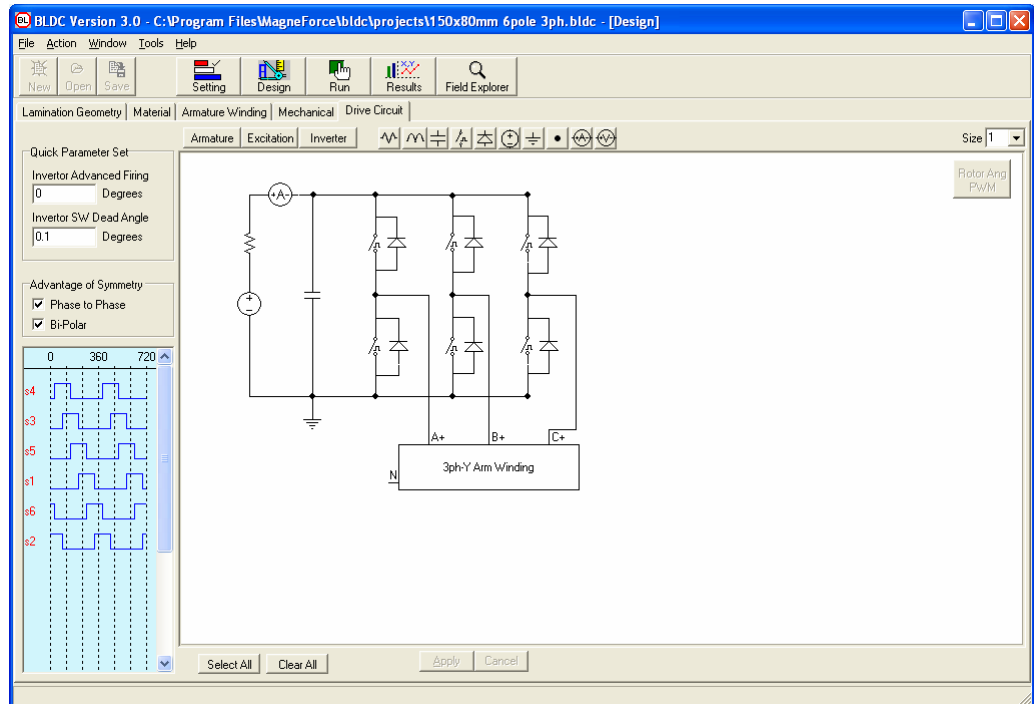 BL BLDC Version 3.0 - C:\Program Files\MagneForce\bldc\projects\150x80mm 6pole 3ph.bldc - [Design]
File Action Window Tools Help
New Open Save Setting Design Run Results Field Explorer
Lamination Geometry Material Armature Winding Mechanical Drive Circuit
Armature Excitation Inverter Size 1
Quick Parameter Set
Invertor Advanced Firing
0 Degrees
Invertor SW Dead Angle
0.1 Degrees
Rotor Ang
PWM
+A-
Advantage of Symmetry
Phase to Phase
Bi-Polar
0 360 720
s4
s3
s5
s1
s6
s2
A+ B+ C+
3ph-Y Arm Winding
N
Select All Clear All Apply Cancel